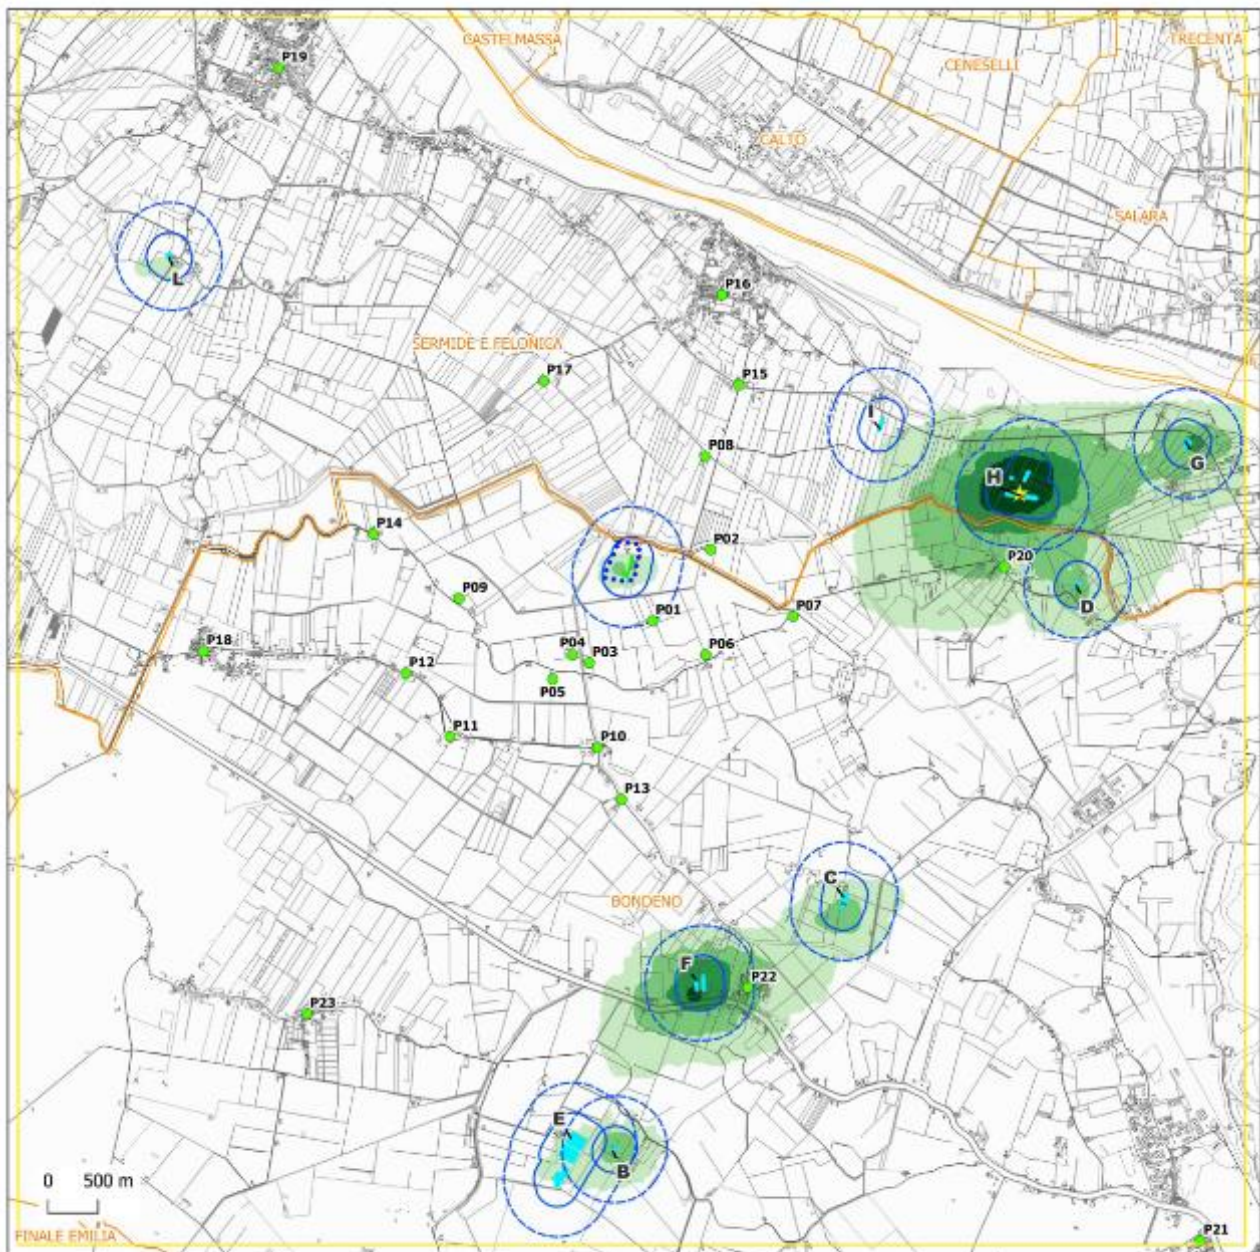 CASTELMASSA
TRECENTA
CENESELLI
P19
CALTO
SALARA
L
P16
SERMIDE E FELONICA
P17
P15
I
P08
G
H
P14
P02
P20
P09
D
P01
P07
P18
P04
P03
P06
P12
P05
P11
P10
P13
C
BONDENO
F
P22
P23
E
B
0 500 m
P21
FINALE EMILIA